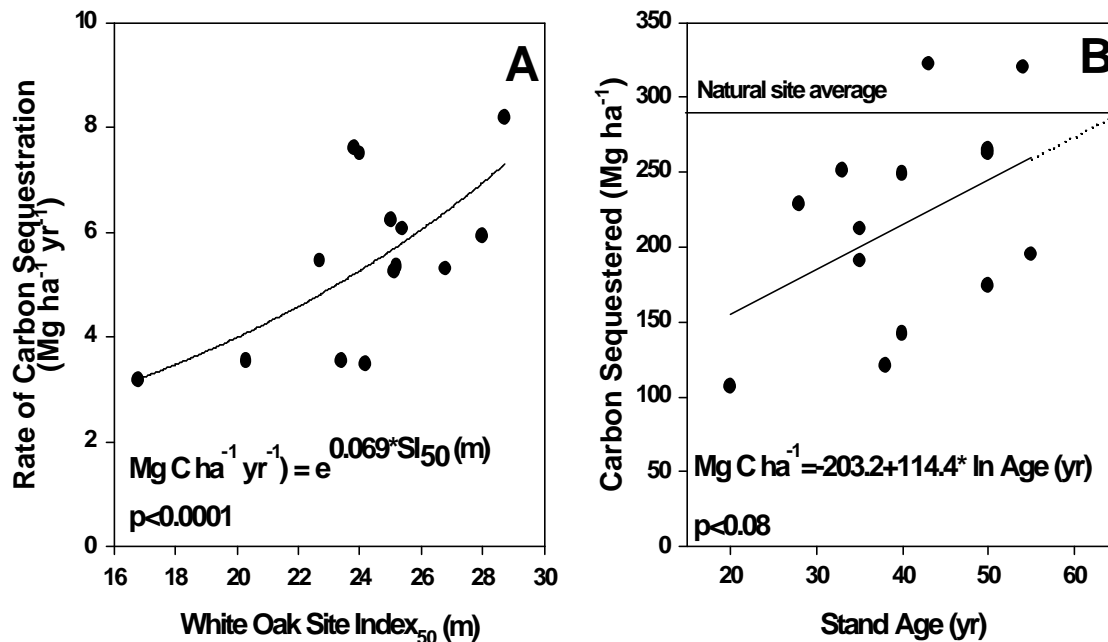 A
Rate of Carbon Sequestration
(Mg ha⁻¹ yr⁻¹)
10
8
6
4
2
0
Mg C ha⁻¹ yr⁻¹) = e^0.069*SI₅₀ (m)
p<0.0001
16 18 20 22 24 26 28 30
White Oak Site Index₅₀ (m)
B
Carbon Sequestered (Mg ha⁻¹)
350
300
250
200
150
100
50
0
Natural site average
Mg C ha⁻¹=-203.2+114.4* ln Age (yr)
p<0.08
20 30 40 50 60
Stand Age (yr)